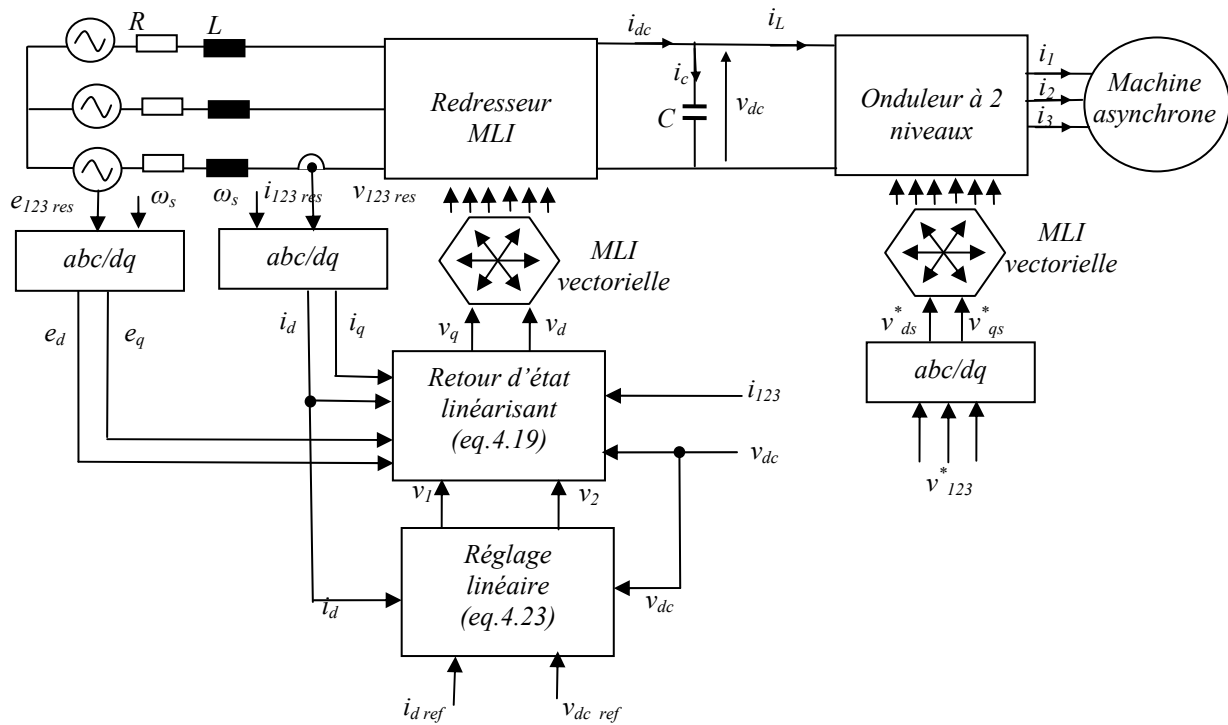 R
L
i_dc
i_L
Redresseur
MLI
i_c
C
v_dc
Onduleur à 2
niveaux
i_1
i_2
i_3
Machine
asynchrone
e_123 res
ω_s
ω_s
i_123 res
v_123 res
abc/dq
abc/dq
MLI
vectorielle
MLI
vectorielle
e_d
e_q
i_d
i_q
v_q
v_d
v^*_ds
v^*_qs
abc/dq
v^*_123
Retour d'état
linéarisant
(eq.4.19)
i_123
v_dc
v_1
v_2
Réglage
linéaire
(eq.4.23)
i_d
v_dc
i_d ref
v_dc ref